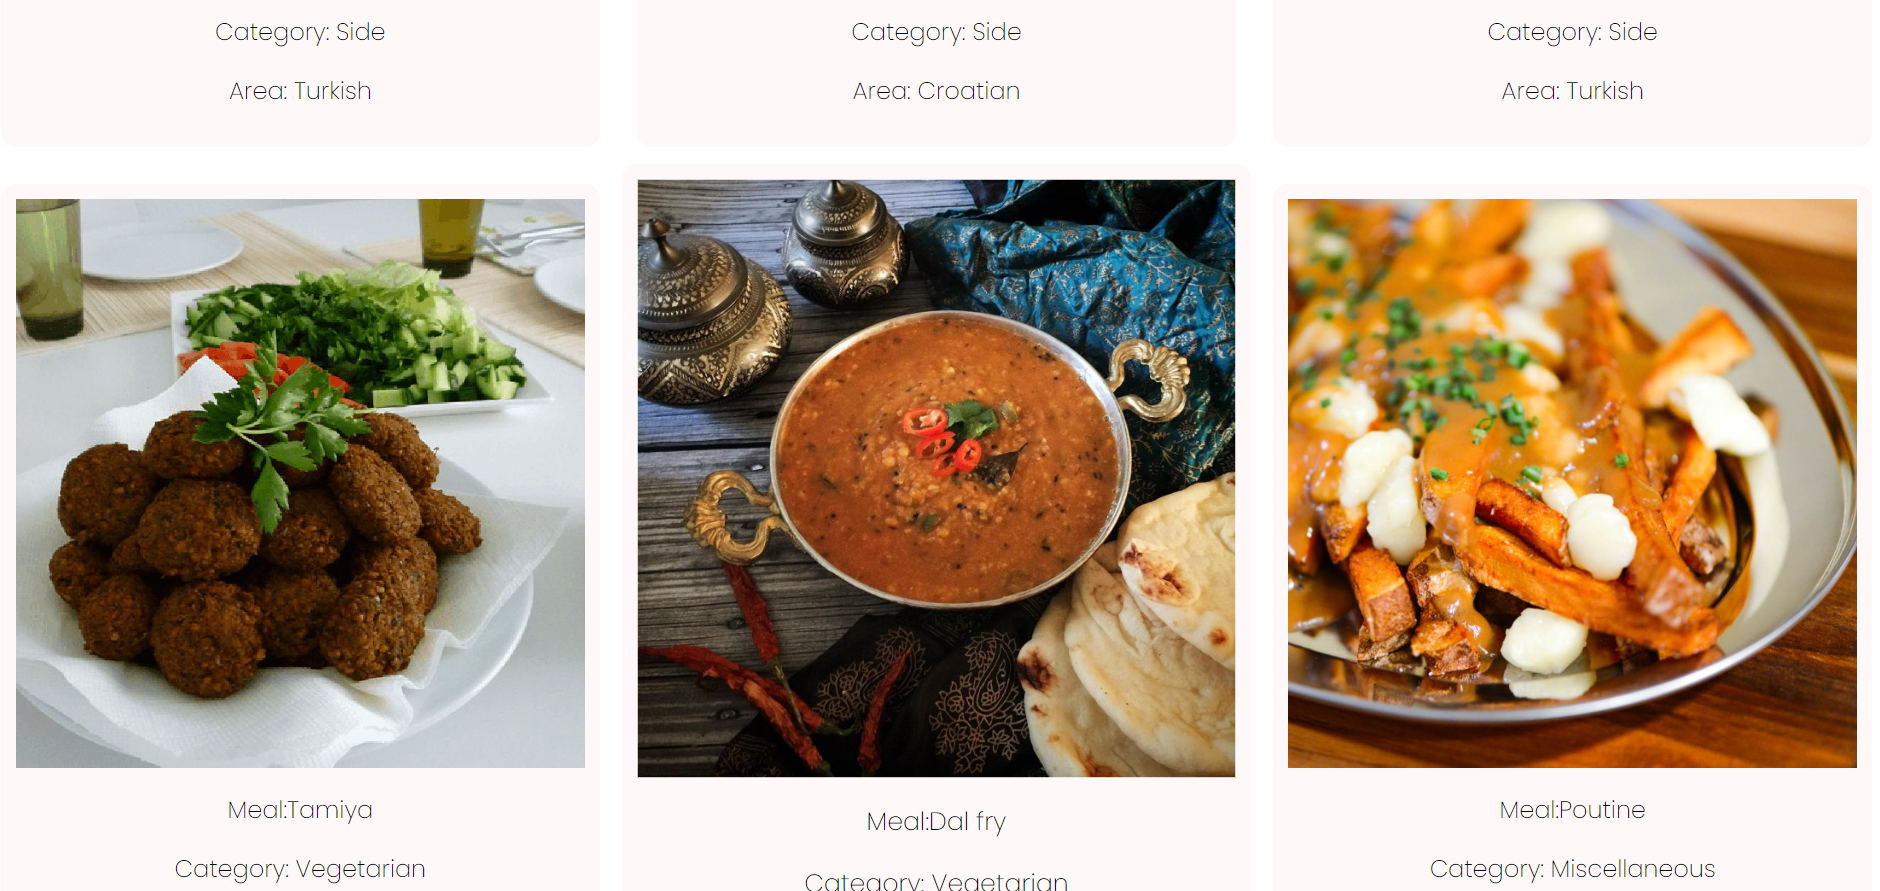 Category: Side
Area: Turkish
Category: Side
Area: Croatian
Category: Side
Area: Turkish
Meal:Tamiya
Category: Vegetarian
Meal:Dal fry
Category: Vegetarian
Meal:Poutine
Category: Miscellaneous